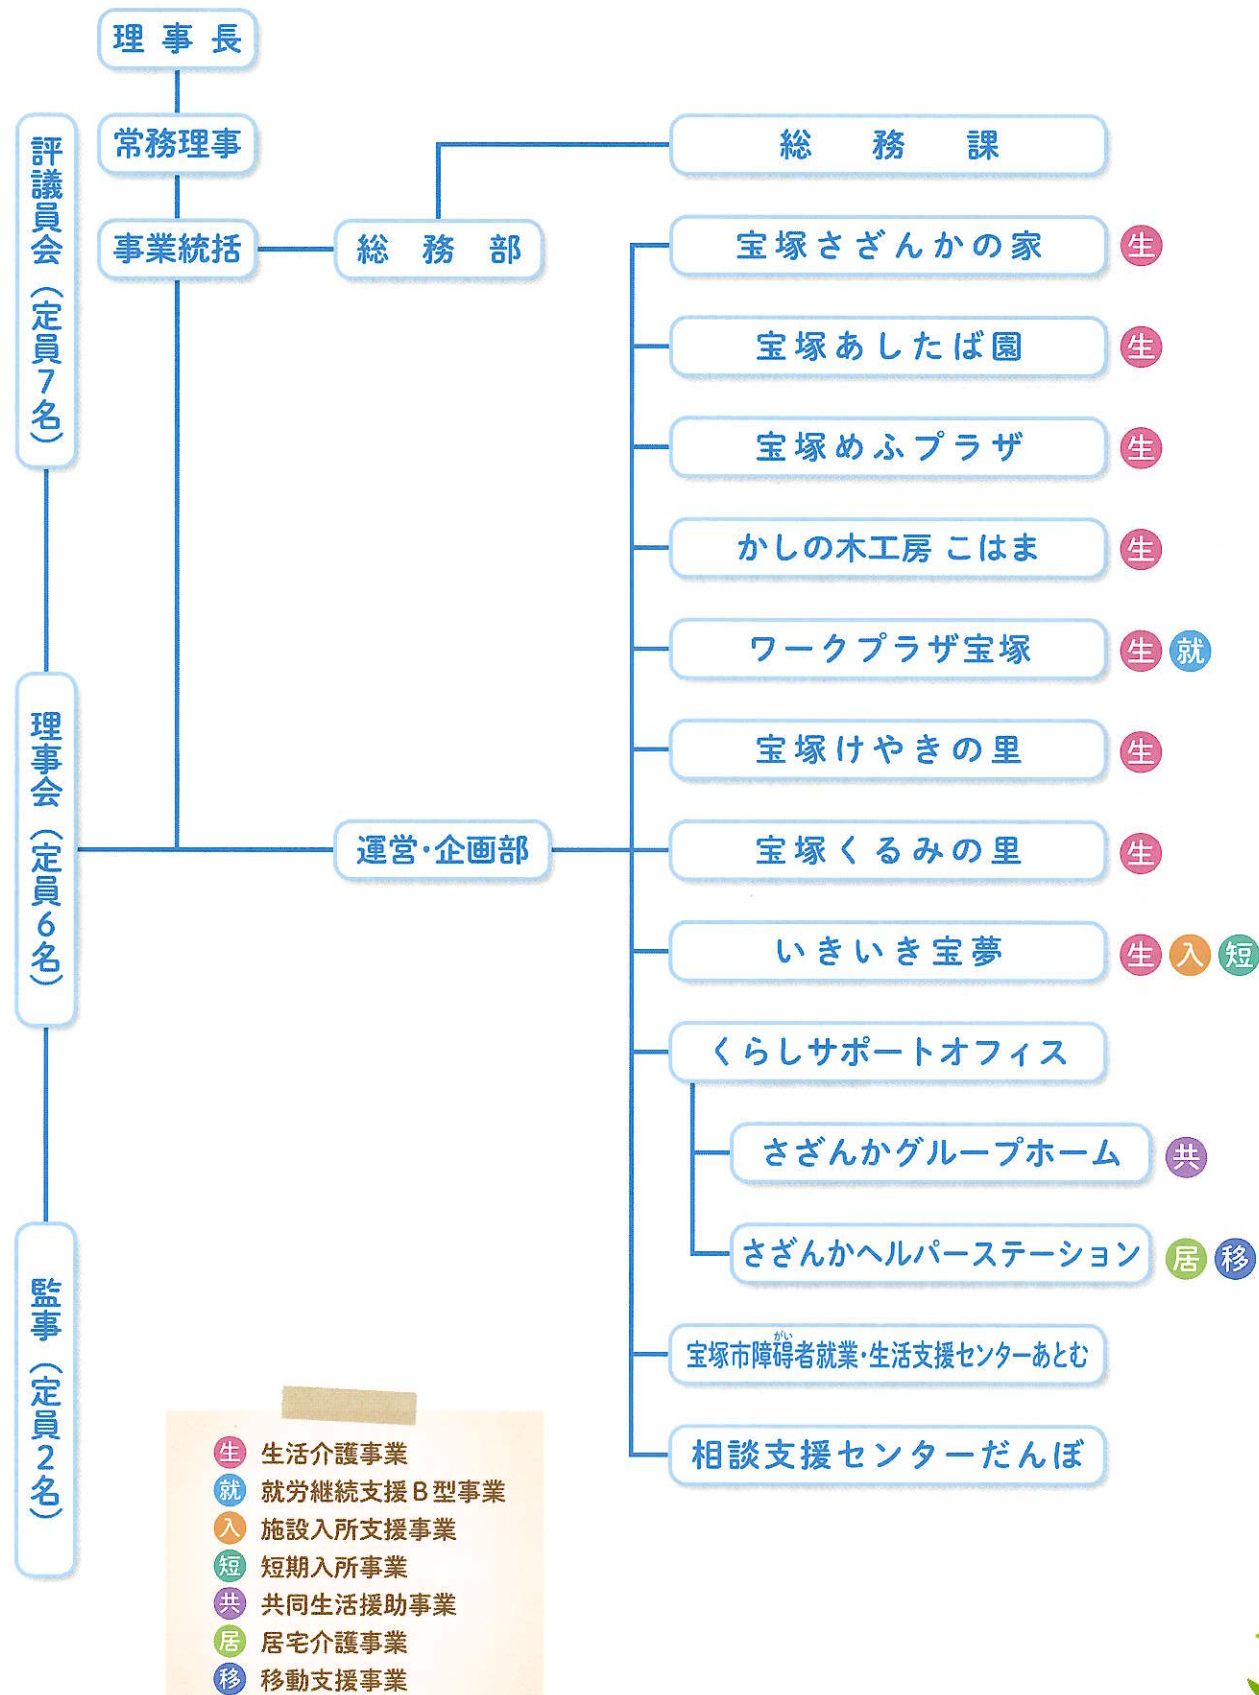 理事長
常務理事
事業統括
評議員会（定員7名）
理事会（定員6名）
監事（定員2名）
総務部
運営・企画部
総務課
宝塚さざんかの家 生
宝塚あしたば園 生
宝塚めふプラザ 生
かしの木工房 こはま 生
ワークプラザ宝塚 生 就
宝塚けやきの里 生
宝塚くるみの里 生
いきいき宝夢 生 入 短
くらしサポートオフィス
さざんかグループホーム 共
さざんかヘルパーステーション 居 移
がい
宝塚市障碍者就業・生活支援センターあとむ
相談支援センターだんぼ
生 生活介護事業
就 就労継続支援B型事業
入 施設入所支援事業
短 短期入所事業
共 共同生活援助事業
居 居宅介護事業
移 移動支援事業